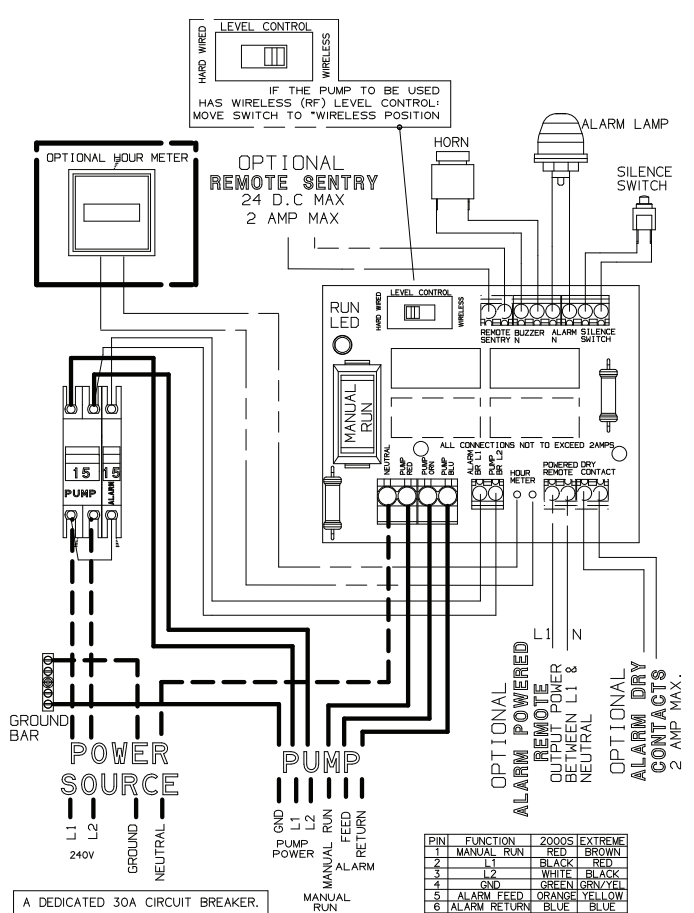 LEVEL CONTROL
HARD WIRED
WIRELESS
IF THE PUMP TO BE USED
HAS WIRELESS (RF) LEVEL CONTROL:
MOVE SWITCH TO "WIRELESS POSITION
OPTIONAL HOUR METER
OPTIONAL
REMOTE SENTRY
24 D.C MAX
2 AMP MAX
HORN
ALARM LAMP
SILENCE
SWITCH
RUN
LED
LEVEL CONTROL
HARD WIRED
WIRELESS
REMOTE BUZZER ALARM SILENCE
SENTRY N N SWITCH
MANUAL
RUN
ALL CONNECTIONS NOT TO EXCEED 2AMPS
NEUTRAL
PUMP
RED
PUMP
ORN
PUMP
BLU
ALARM
BR L1
PUMP
BR L2
HOUR
METER
POWERED DRY
REMOTE CONTACT
15
15
PUMP
ALARM
L1 N
GROUND
BAR
POWER
SOURCE
PUMP
L1
L2
240V
GROUND
NEUTRAL
GND
L1
L2
PUMP
POWER
MANUAL RUN
FEED
RETURN
ALARM
MANUAL
RUN
OPTIONAL
ALARM POWERED
REMOTE
OUTPUT POWER
BETWEEN L1 &
NEUTRAL
OPTIONAL
ALARM DRY
CONTACTS
2 AMP MAX.
PIN FUNCTION 2000S EXTREME
1 MANUAL RUN RED BROWN
2 L1 BLACK RED
3 L2 WHITE BLACK
4 GND GREEN GRN/YEL
5 ALARM FEED ORANGE YELLOW
6 ALARM RETURN BLUE BLUE
A DEDICATED 30A CIRCUIT BREAKER.